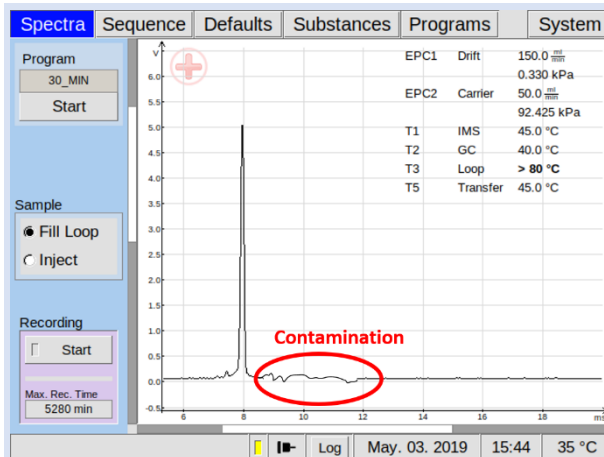 Spectra Sequence Defaults Substances Programs System
Program
30_MIN
Start
Sample
Fill Loop
Inject
Recording
Start
Max. Rec. Time
5280 min
V
6.0
5.5
5.0
4.5
4.0
3.5
3.0
2.5
2.0
1.5
1.0
0.5
0.0
-0.5
6 8 10 12 14 16 18 ms
EPC1 Drift 150.0 ml/min
0.330 kPa
EPC2 Carrier 50.0 ml/min
92.425 kPa
T1 IMS 45.0 °C
T2 GC 40.0 °C
T3 Loop > 80 °C
T5 Transfer 45.0 °C
Contamination
Log May. 03. 2019 15:44 35 °C